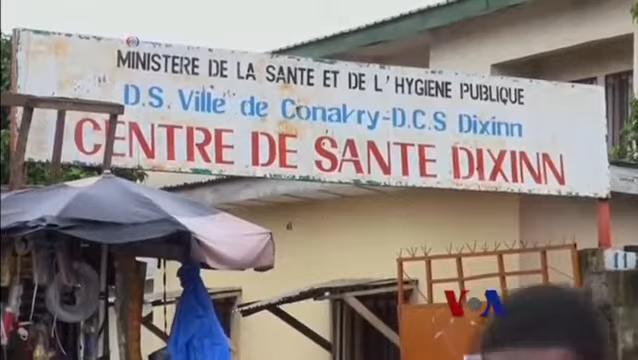 MINISTERE DE LA SANTE ET DE L'HYGIENE PUBLIQUE
D.S. Ville de Conakry-D.C.S Dixinn
CENTRE DE SANTE DIXINN
11
VOA